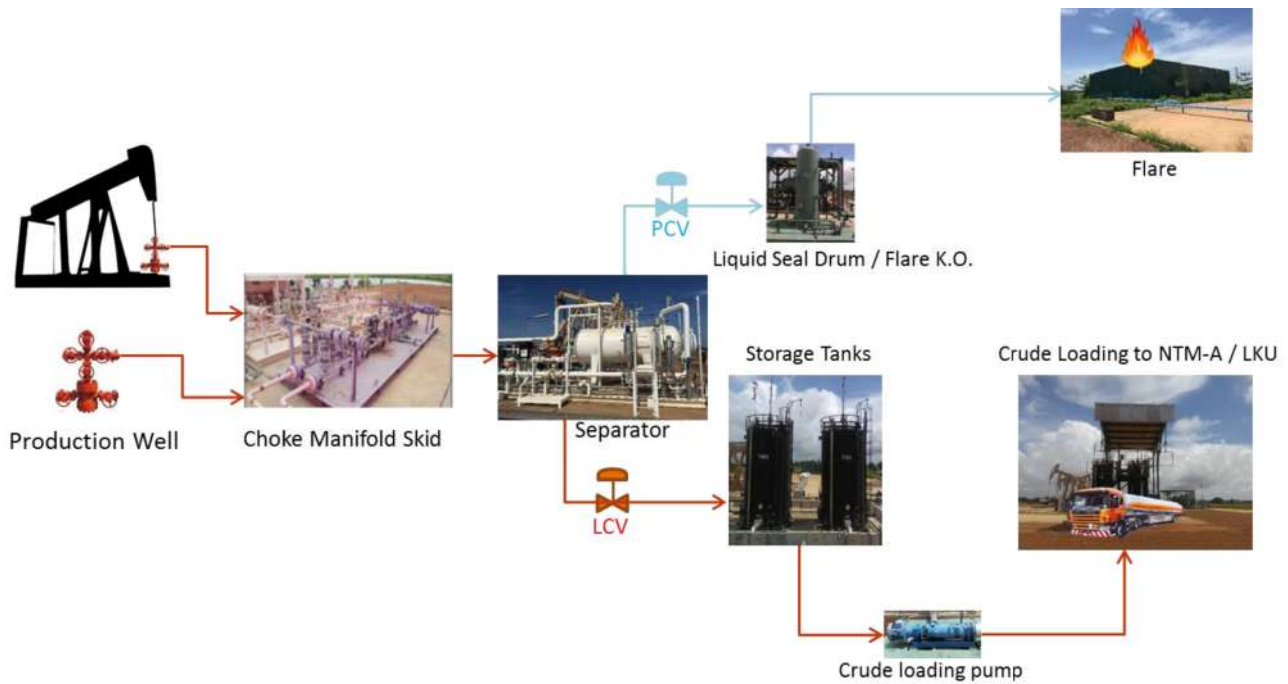 Flare
PCV
Liquid Seal Drum / Flare K.O.
Production Well
Choke Manifold Skid
Separator
Storage Tanks
Crude Loading to NTM-A / LKU
LCV
Crude loading pump